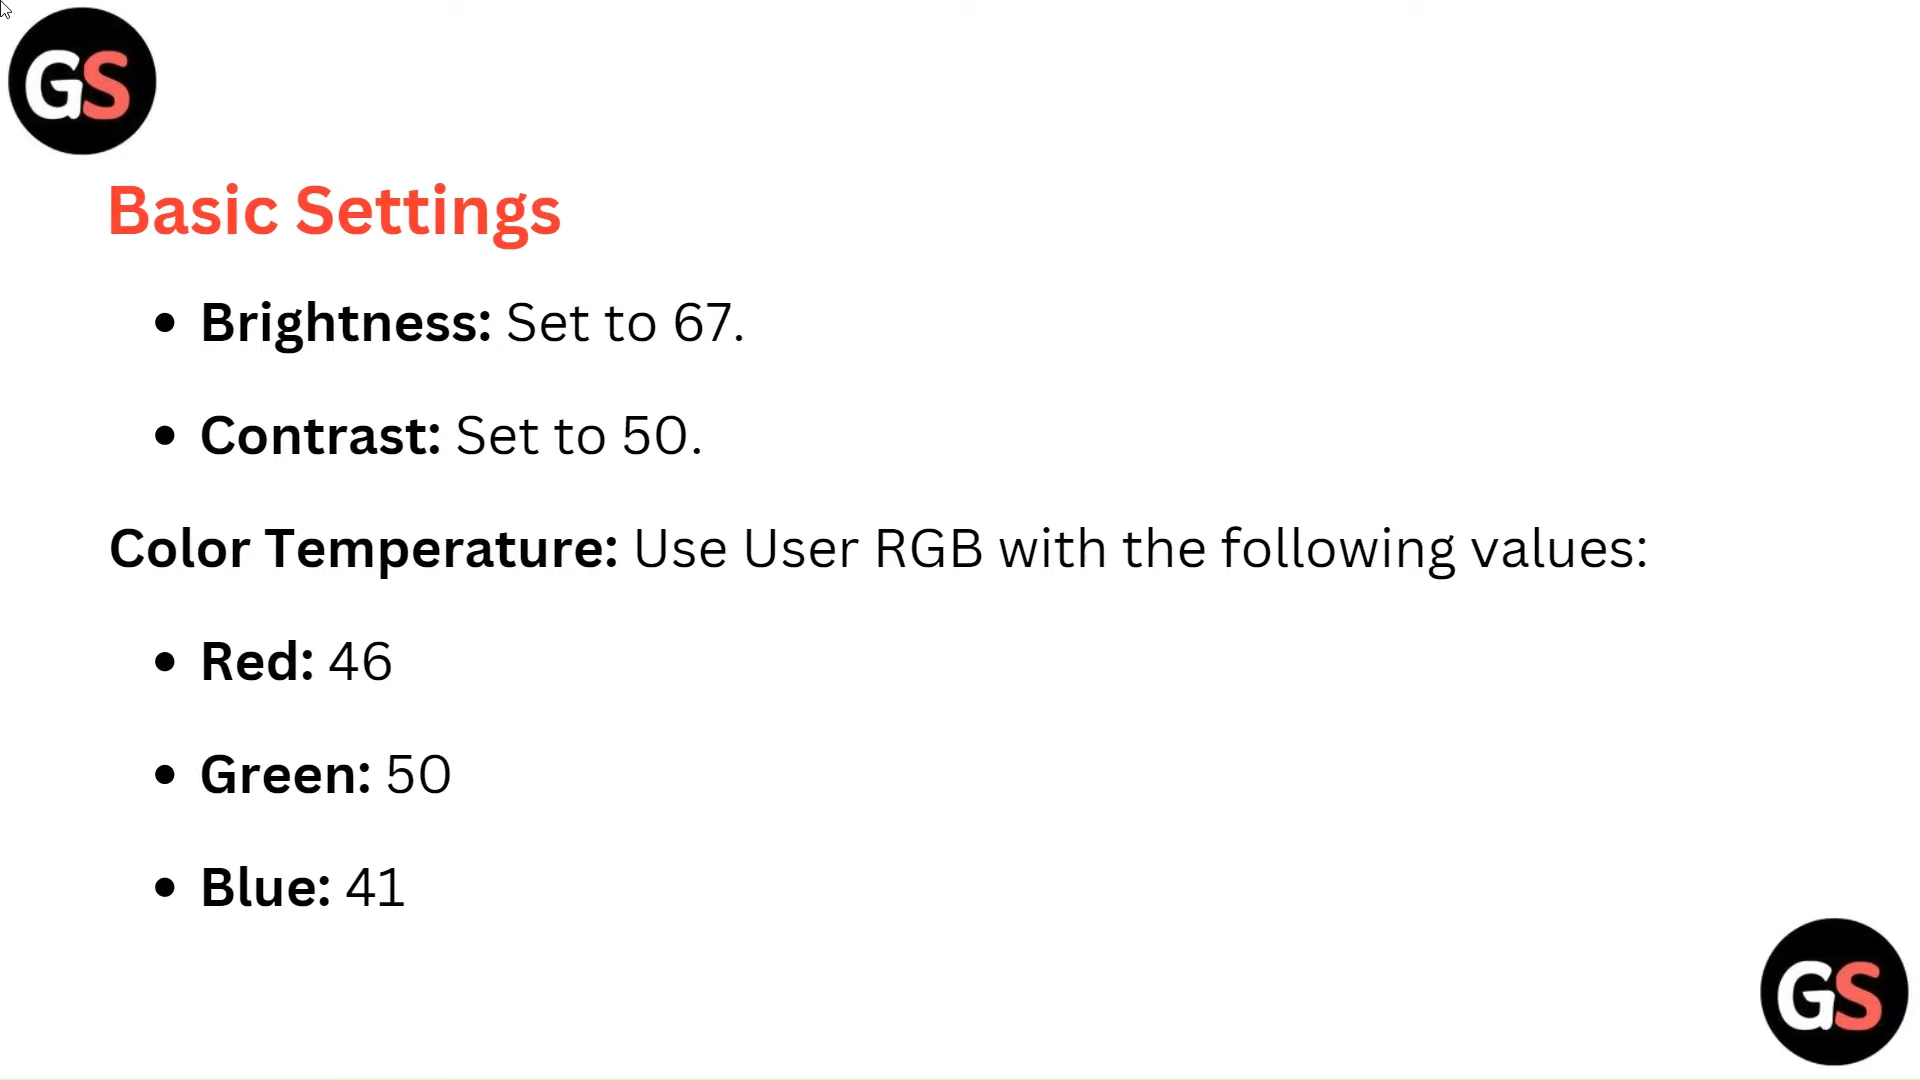 GS
Basic Settings
• Brightness: Set to 67.
• Contrast: Set to 50.
Color Temperature: Use User RGB with the following values:
• Red: 46
• Green: 50
• Blue: 41
GS